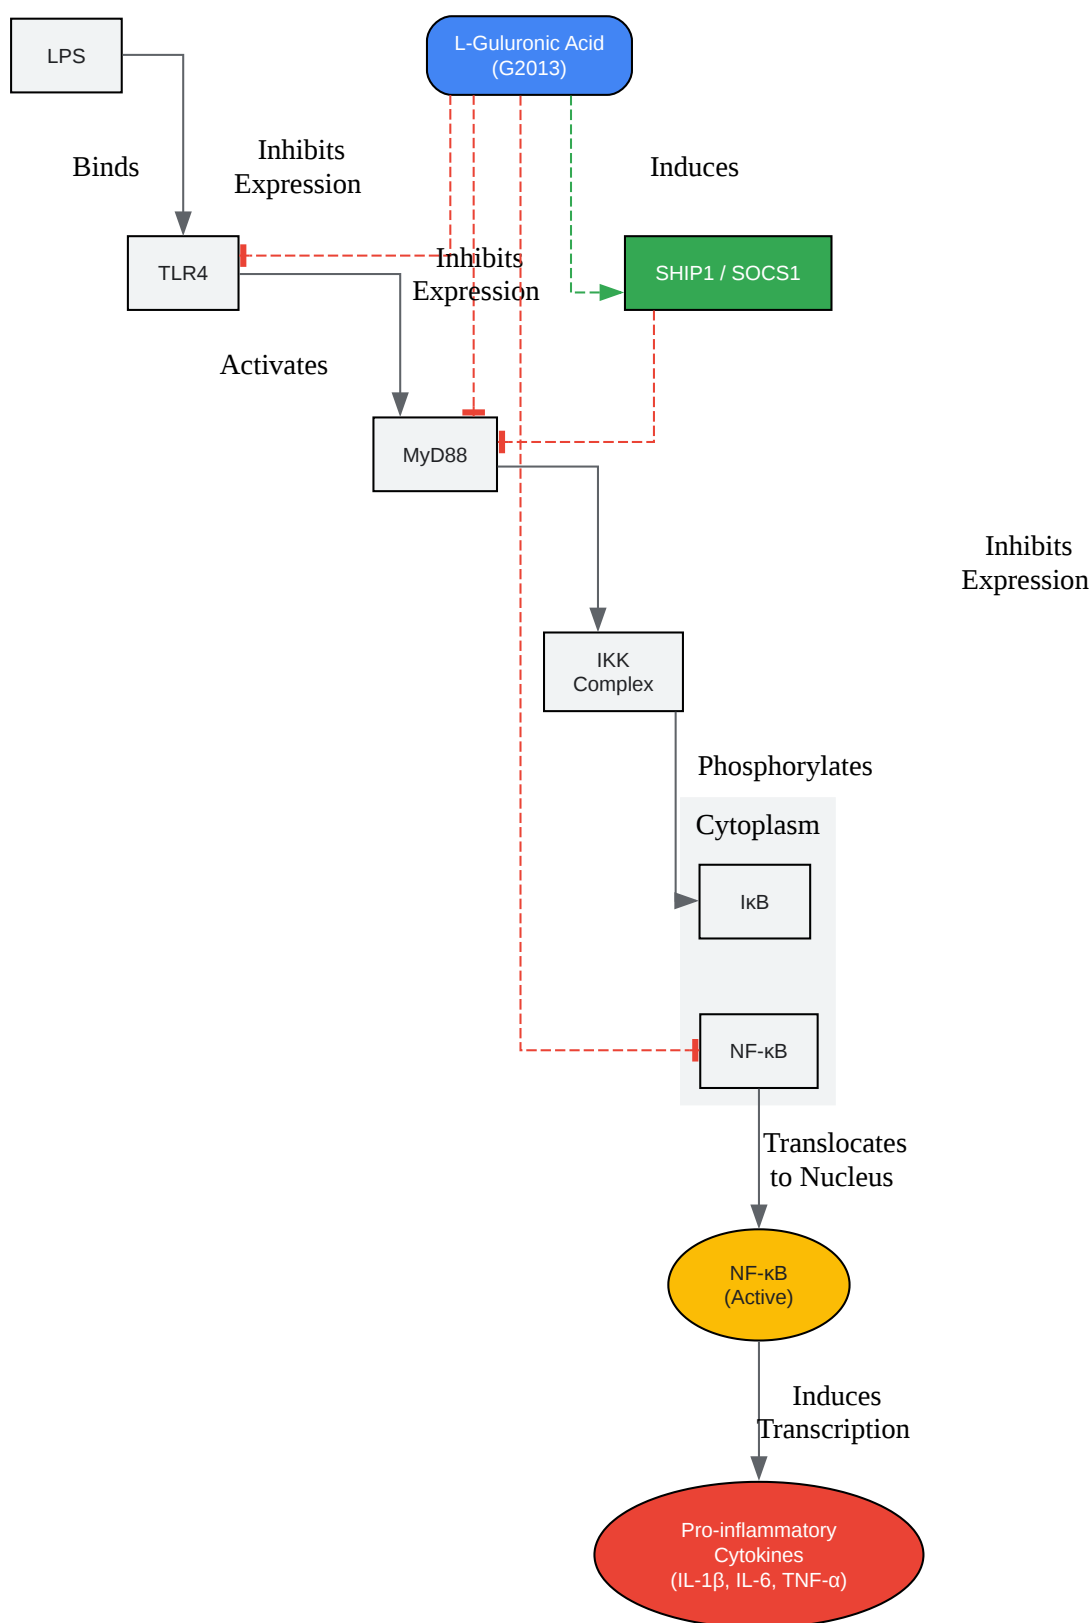 LPS
L-Guluronic Acid
(G2013)
Binds
Inhibits
Expression
Induces
TLR4
Inhibits
Expression
SHIP1 / SOCS1
Activates
MyD88
Inhibits
Expression
IKK
Complex
Phosphorylates
Cytoplasm
IκB
NF-κB
Translocates
to Nucleus
NF-κB
(Active)
Induces
Transcription
Pro-inflammatory
Cytokines
(IL-1β, IL-6, TNF-α)